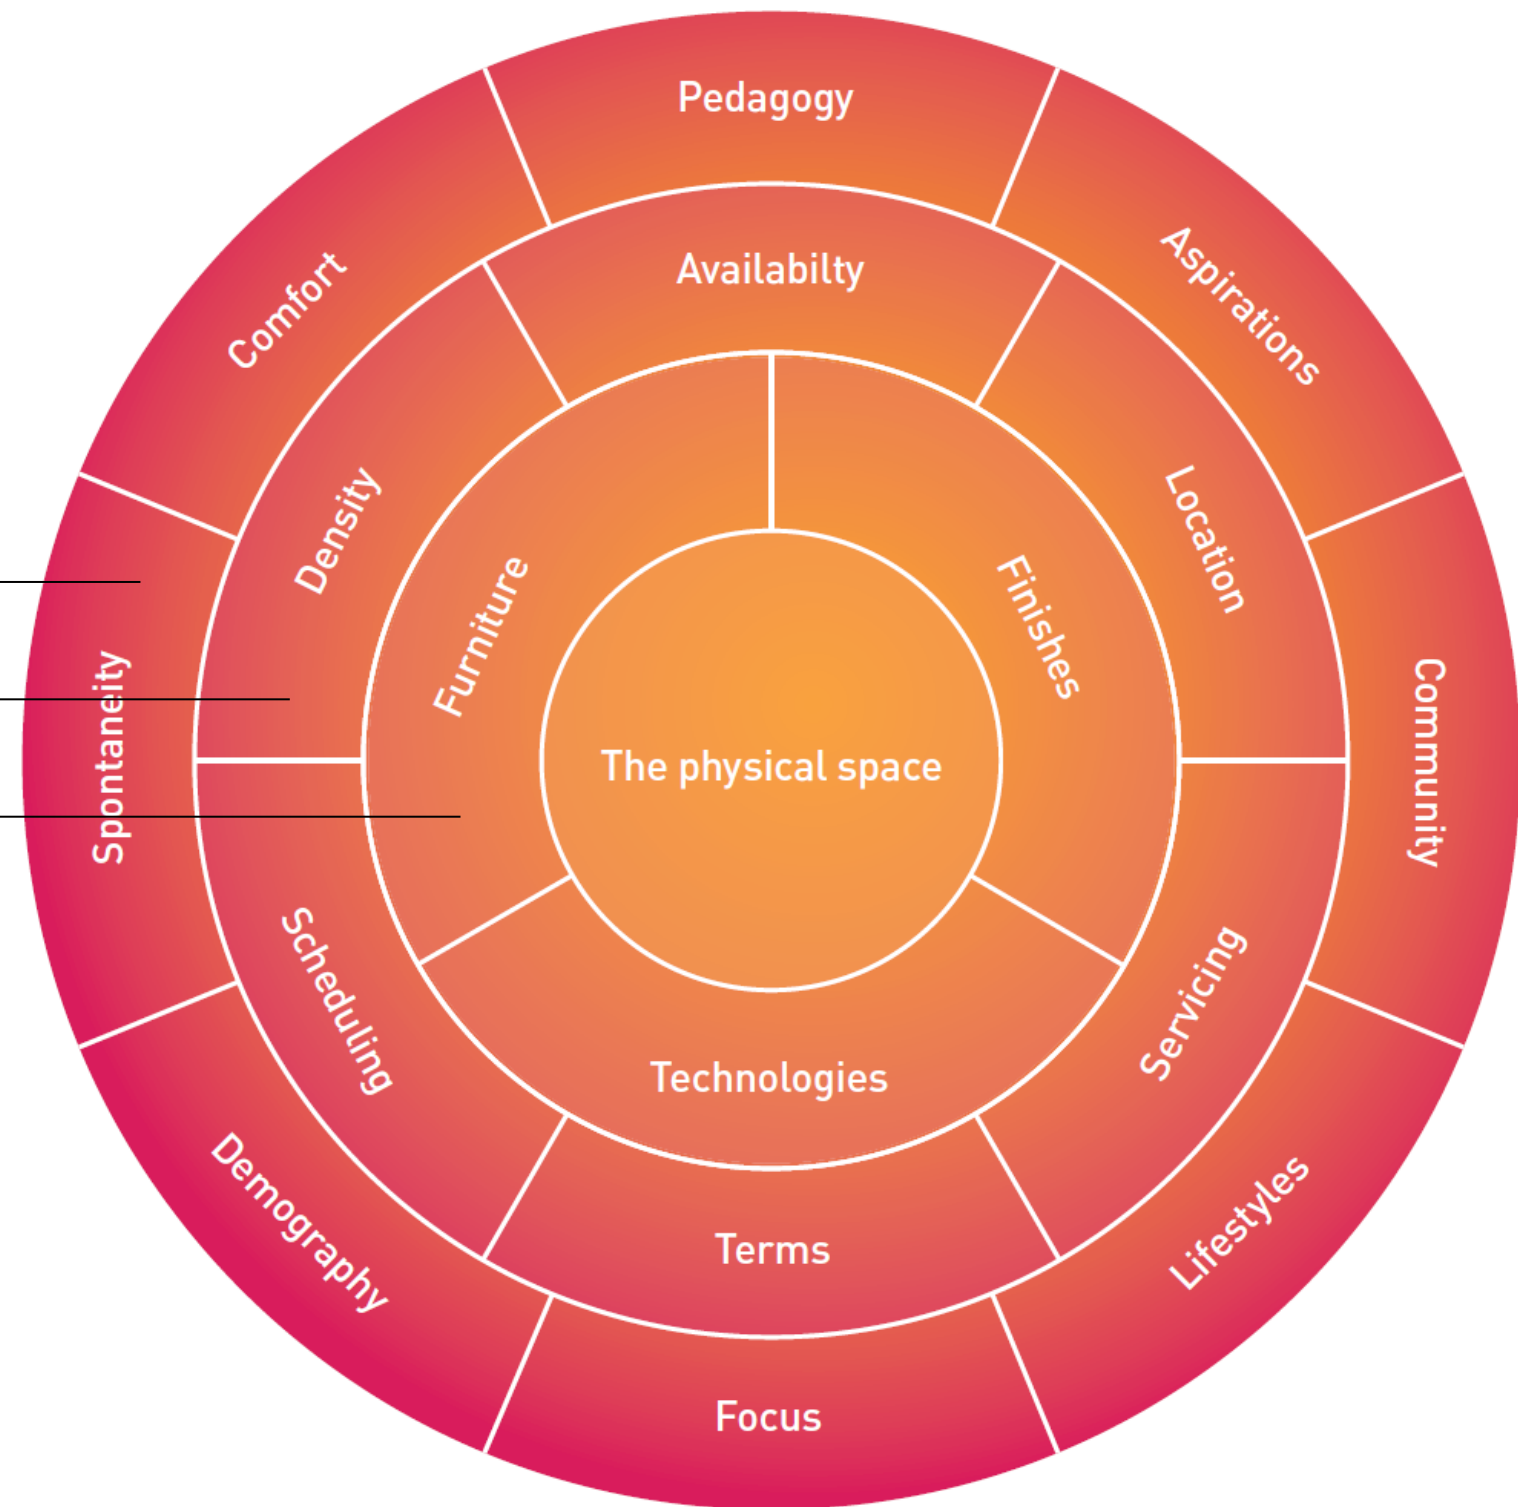 Pedagogy
Aspirations
Community
Lifestyles
Focus
Demography
Spontaneity
Comfort
Availabilty
Location
Servicing
Terms
Scheduling
Density
Furniture
Finishes
Technologies
The physical space